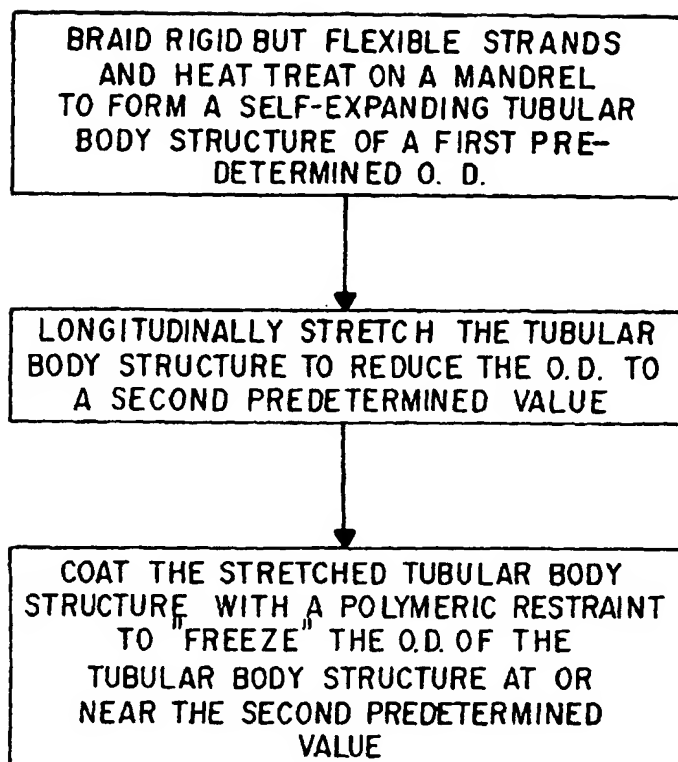 BRAID RIGID BUT FLEXIBLE STRANDS
AND HEAT TREAT ON A MANDREL
TO FORM A SELF-EXPANDING TUBULAR
BODY STRUCTURE OF A FIRST PRE-
DETERMINED O. D.
LONGITUDINALLY STRETCH THE TUBULAR
BODY STRUCTURE TO REDUCE THE O.D. TO
A SECOND PREDETERMINED VALUE
COAT THE STRETCHED TUBULAR BODY
STRUCTURE WITH A POLYMERIC RESTRAINT
TO "FREEZE" THE O.D. OF THE
TUBULAR BODY STRUCTURE AT OR
NEAR THE SECOND PREDETERMINED
VALUE